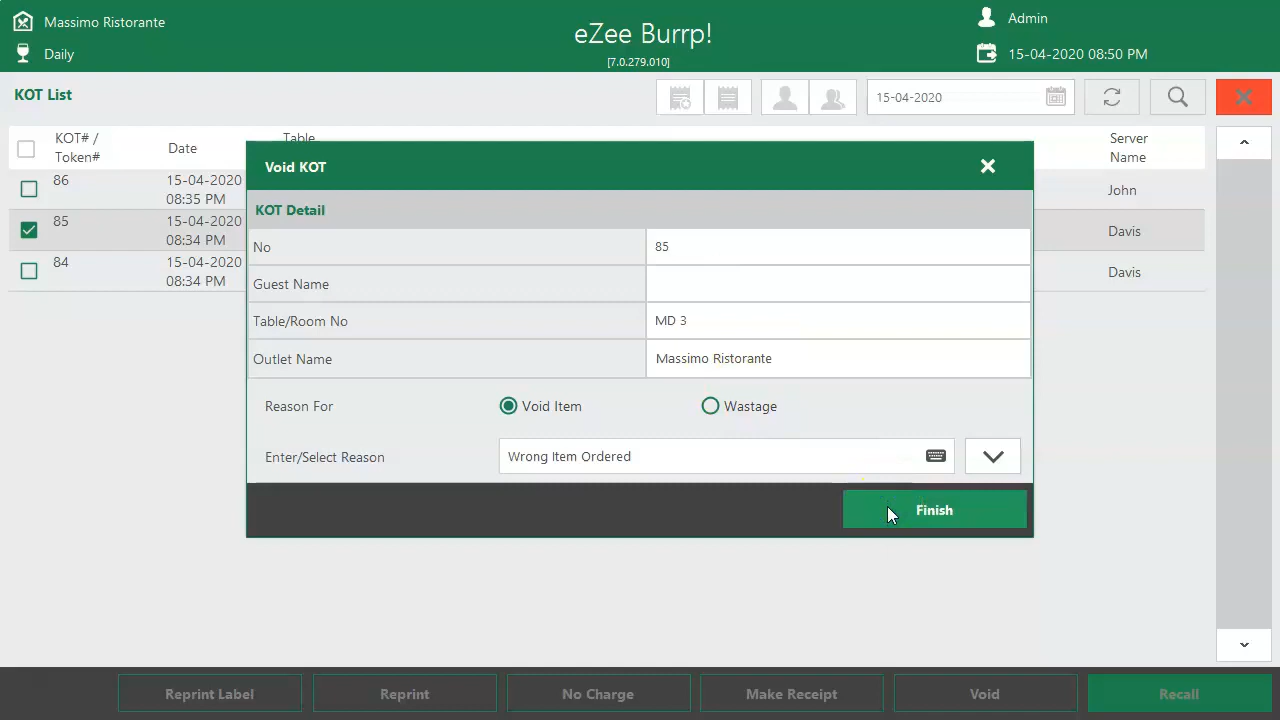 Massimo Ristorante
Daily
eZee Burrp!
[7.0.279.010]
Admin
15-04-2020 08:50 PM
KOT List
15-04-2020
KOT# /
Token#
Date
Table
Server
Name
86
15-04-2020
08:35 PM
John
85
15-04-2020
08:34 PM
Davis
84
15-04-2020
08:34 PM
Davis
Void KOT
KOT Detail
No 85
Guest Name
Table/Room No MD 3
Outlet Name Massimo Ristorante
Reason For Void Item Wastage
Enter/Select Reason Wrong Item Ordered
Finish
Reprint Label Reprint No Charge Make Receipt Void Recall